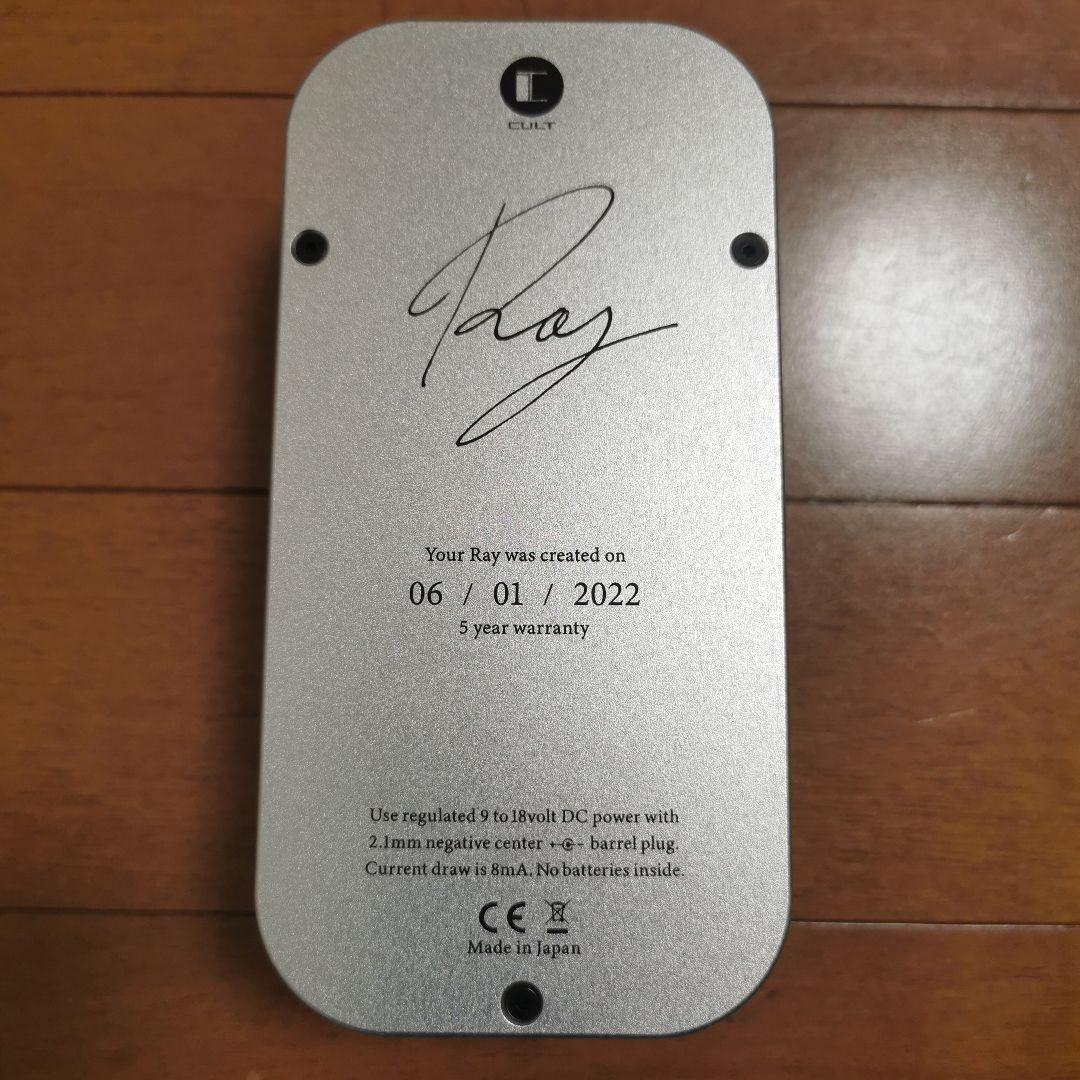 CULT
Ray
Your Ray was created on
06 / 01 / 2022
5 year warranty
Use regulated 9 to 18volt DC power with
2.1mm negative center barrel plug.
Current draw is 8mA. No batteries inside.
CE
Made in Japan